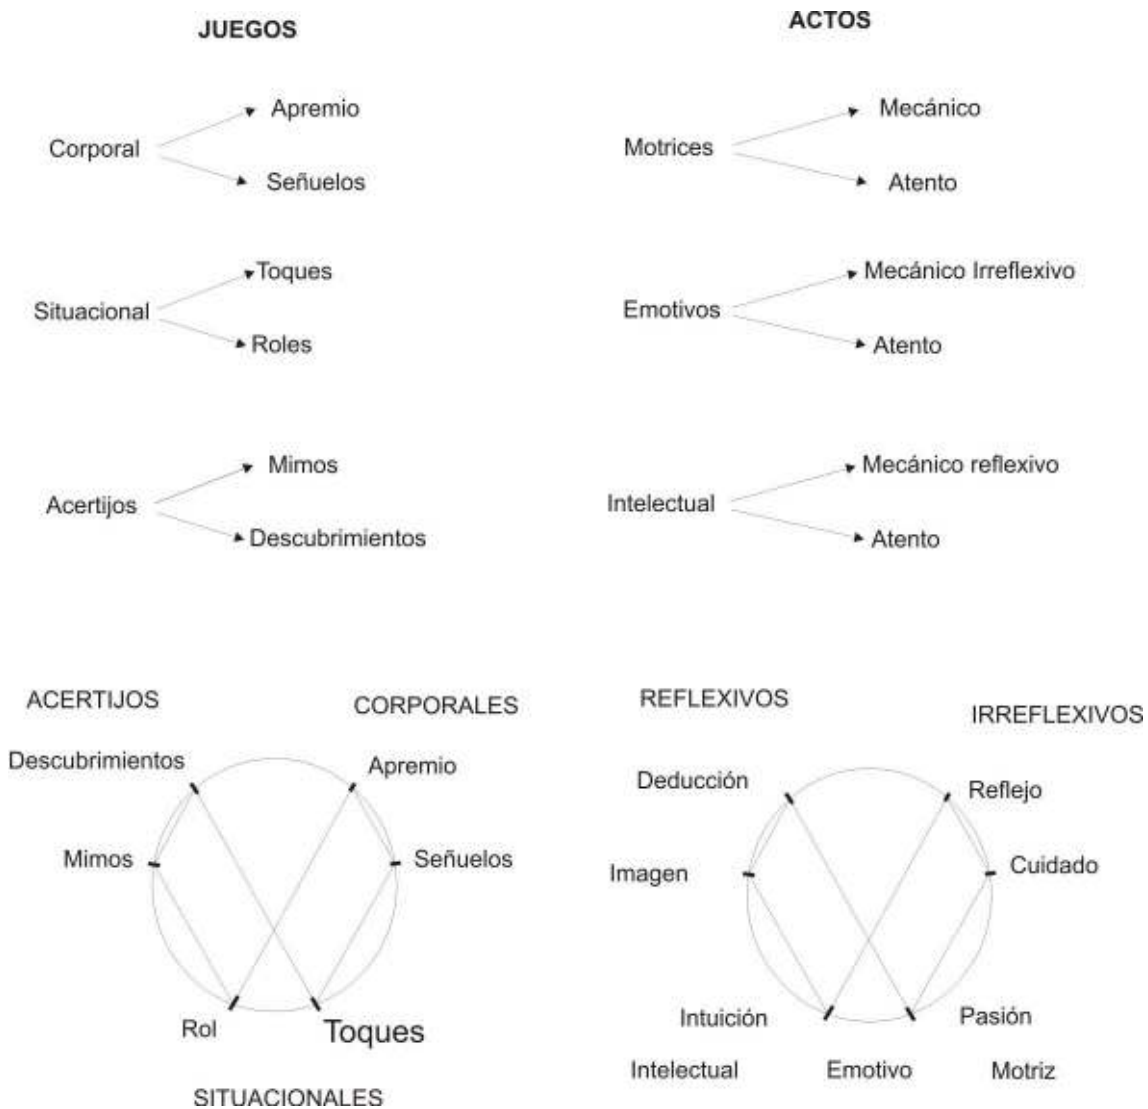 JUEGOS
Corporal
Apremio
Señuelos
Situacional
Toques
Roles
Acertijos
Mimos
Descubrimientos
ACTOS
Motrices
Mecánico
Atento
Emotivos
Mecánico Irreflexivo
Atento
Intelectual
Mecánico reflexivo
Atento
ACERTIJOS
CORPORALES
Descubrimientos
Apremio
Mimos
Señuelos
Rol
Toques
SITUACIONALES
REFLEXIVOS
IRREFLEXIVOS
Deducción
Reflejo
Imagen
Cuidado
Intuición
Pasión
Intelectual
Emotivo
Motriz